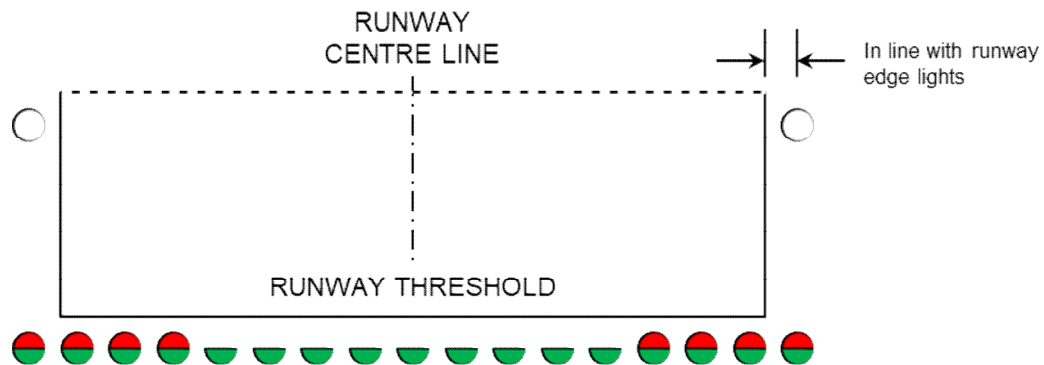 RUNWAY
CENTRE LINE
In line with runway
edge lights
RUNWAY THRESHOLD